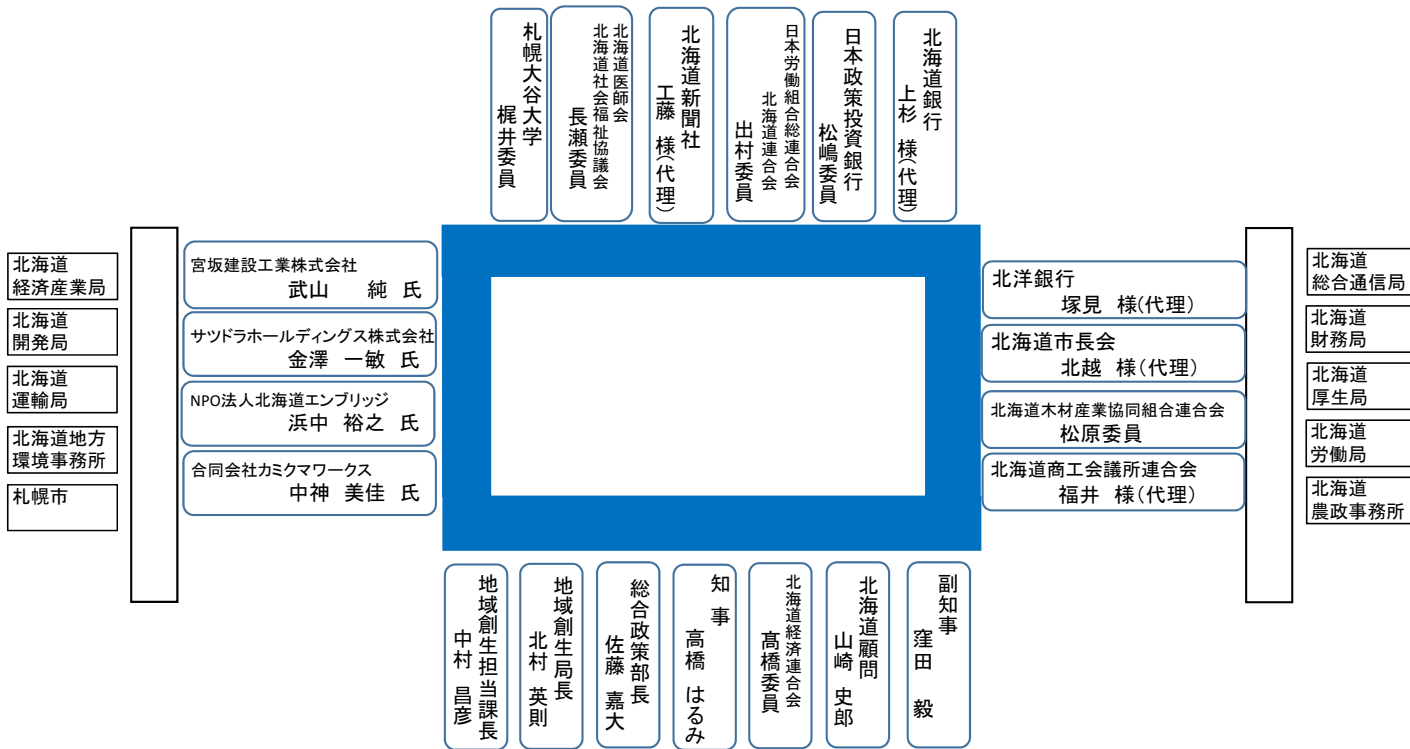 札幌大谷大学
梶井委員
北海道医師会
北海道社会福祉協議会
長瀬委員
北海道新聞社
工藤 様(代理)
日本労働組合総連合会
北海道連合会
出村委員
日本政策投資銀行
松嶋委員
北海道銀行
上杉 様(代理)
北海道
経済産業局
北海道
開発局
北海道
運輸局
北海道地方
環境事務所
札幌市
宮坂建設工業株式会社
武山 純 氏
サツドラホールディングス株式会社
金澤 一敏 氏
NPO法人北海道エンブリッジ
浜中 裕之 氏
合同会社カミクマワークス
中神 美佳 氏
北洋銀行
塚見 様(代理)
北海道市長会
北越 様(代理)
北海道木材産業協同組合連合会
松原委員
北海道商工会議所連合会
福井 様(代理)
北海道
総合通信局
北海道
財務局
北海道
厚生局
北海道
労働局
北海道
農政事務所
地域創生担当課長
中村 昌彦
地域創生局長
北村 英則
総合政策部長
佐藤 嘉大
知 事
高橋 はるみ
北海道経済連合会
髙橋委員
北海道顧問
山崎 史郎
副知事
窪田 毅